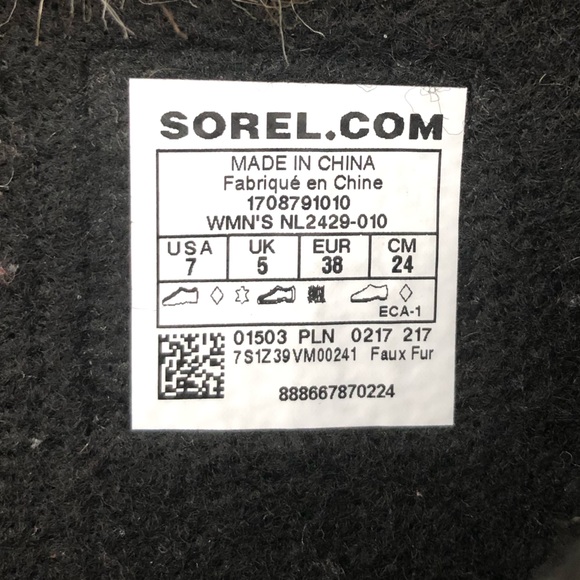 SOREL.COM
MADE IN CHINA
Fabriqué en Chine
1708791010
WMN'S NL2429-010
USA UK EUR CM
7 5 38 24
ECA-1
01503 PLN 0217 217
7S1Z39VM00241 Faux Fur
888667870224